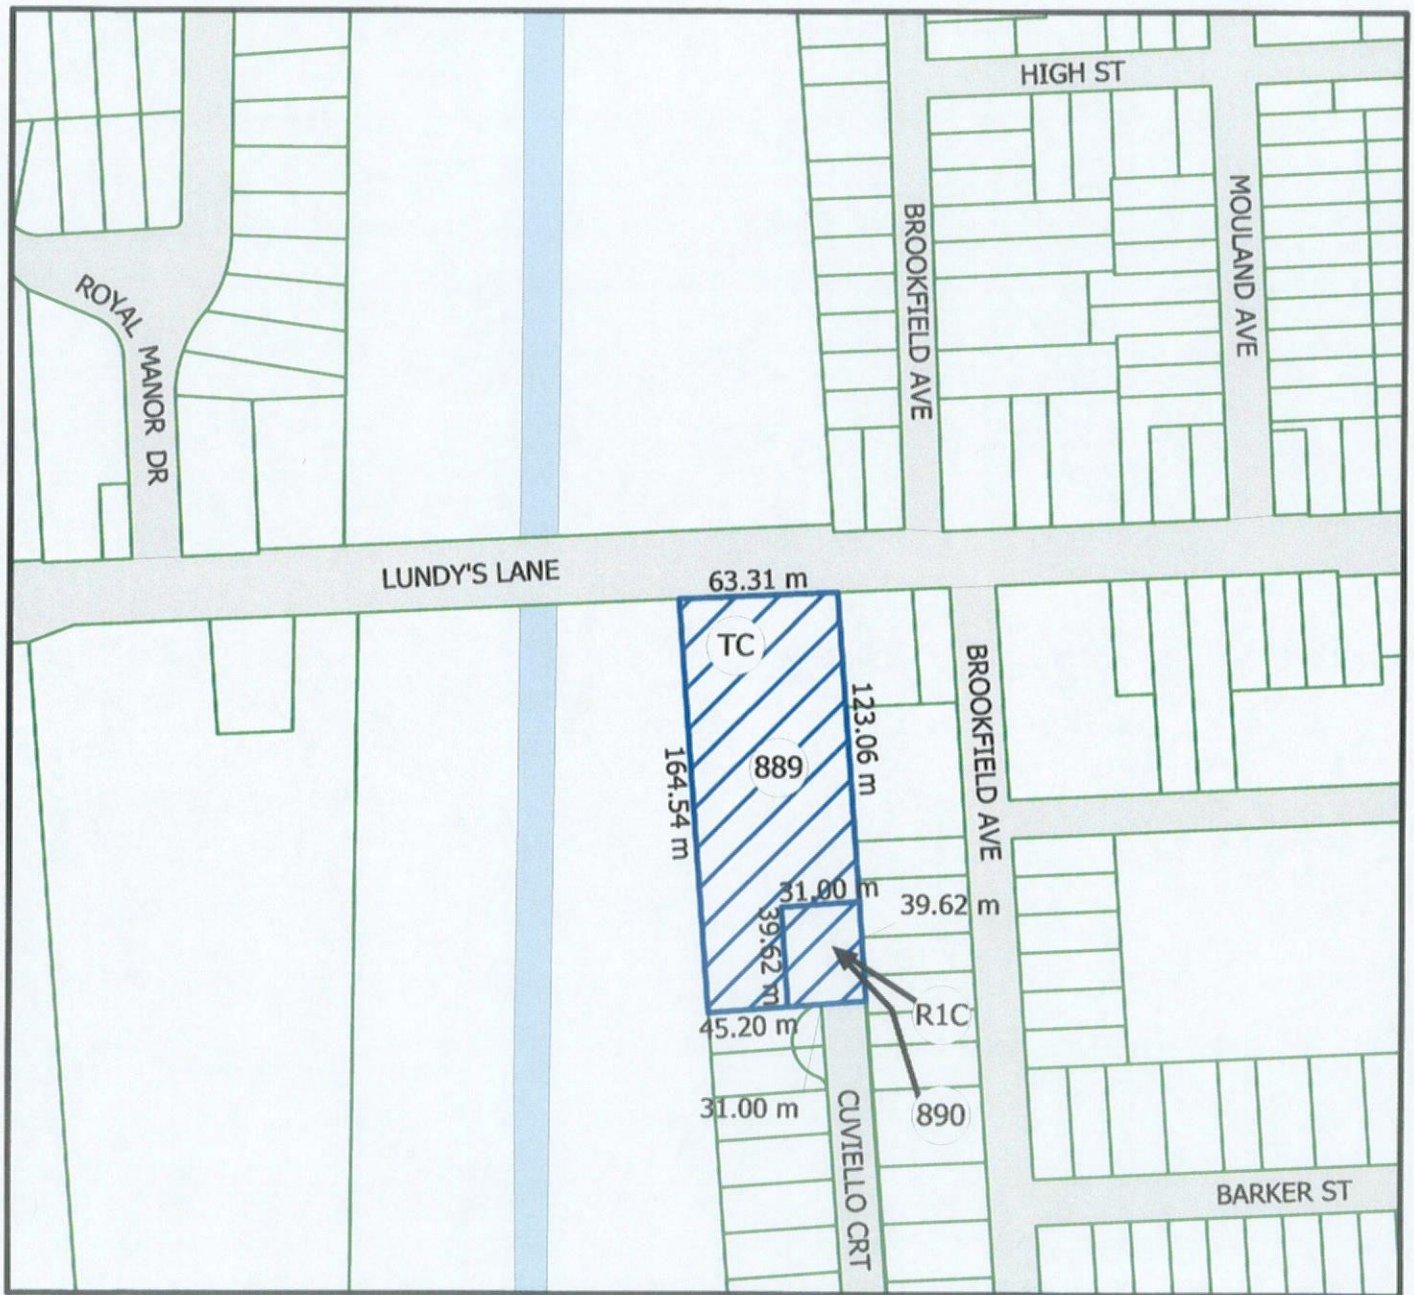 HIGH ST
BROOKFIELD AVE
MOULAND AVE
ROYAL MANOR DR
LUNDY'S LANE
63.31 m
TC
BROOKFIELD AVE
123.06 m
164.54 m
889
31.00 m
39.62 m
39.62 m
R1C
45.20 m
31.00 m
890
CUVIELLO CRT
BARKER ST